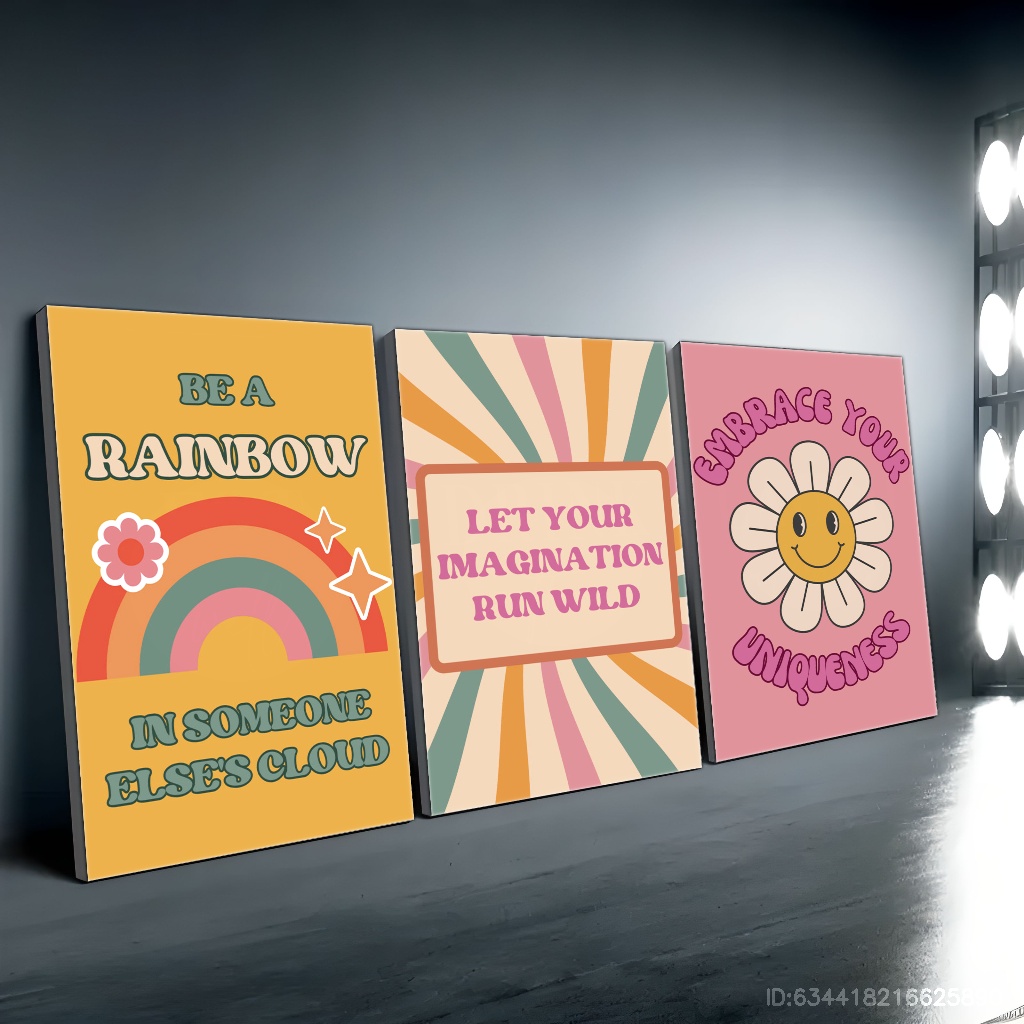 BE A
RAINBOW
IN SOMEONE
ELSE'S CLOUD
LET YOUR
IMAGINATION
RUN WILD
EMBRACE YOUR
UNIQUENESS